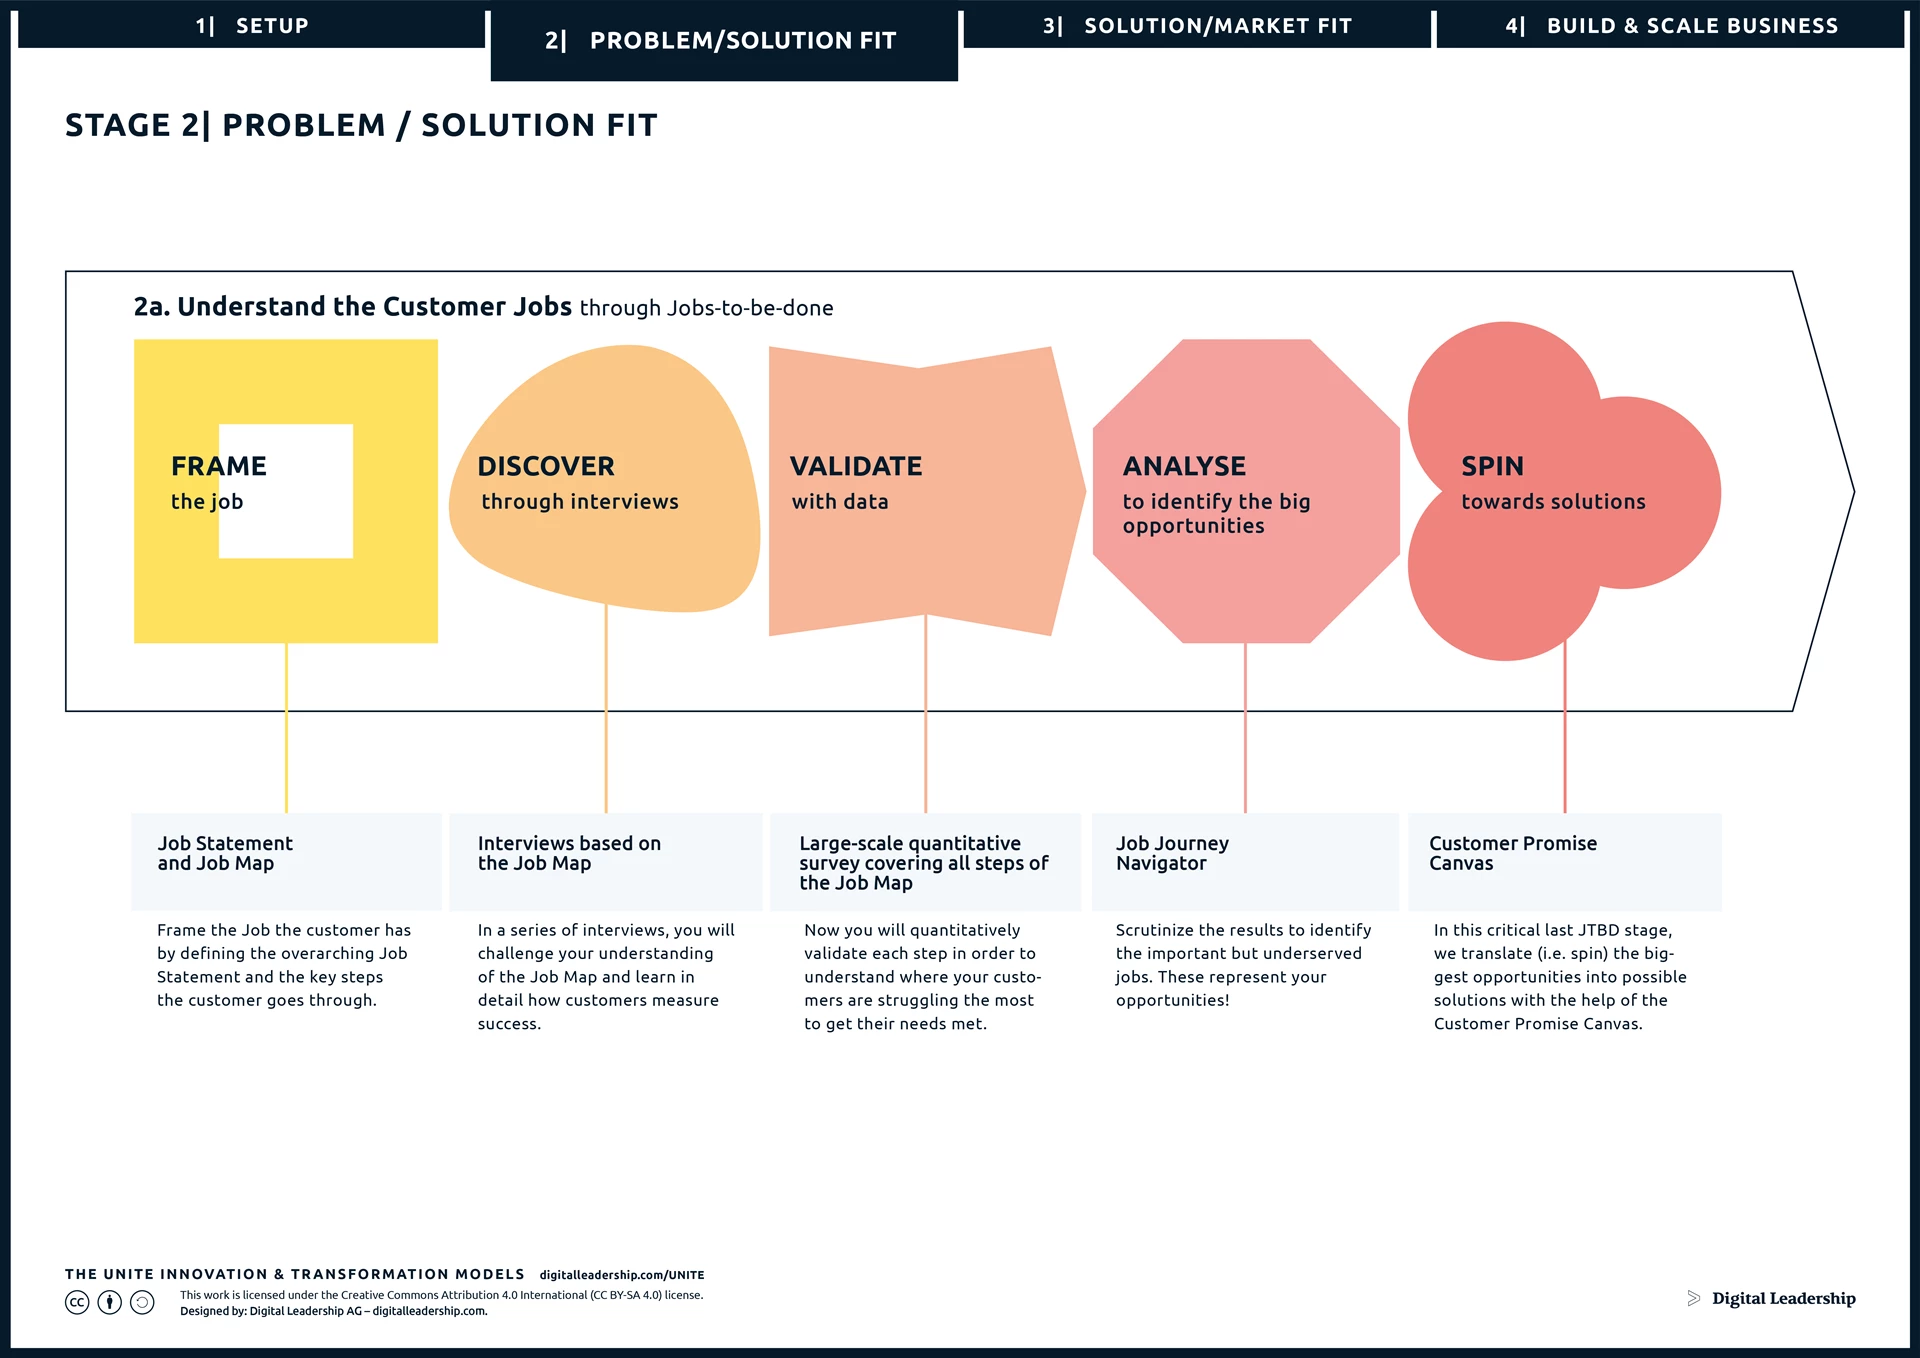 1| SETUP
2| PROBLEM/SOLUTION FIT
3| SOLUTION/MARKET FIT
4| BUILD & SCALE BUSINESS
STAGE 2| PROBLEM / SOLUTION FIT
2a. Understand the Customer Jobs through Jobs-to-be-done
FRAME
the job
DISCOVER
through interviews
VALIDATE
with data
ANALYSE
to identify the big
opportunities
SPIN
towards solutions
Job Statement
and Job Map
Frame the Job the customer has
by defining the overarching Job
Statement and the key steps
the customer goes through.
Interviews based on
the Job Map
In a series of interviews, you will
challenge your understanding
of the Job Map and learn in
detail how customers measure
success.
Large-scale quantitative
survey covering all steps of
the Job Map
Now you will quantitatively
validate each step in order to
understand where your custo-
mers are struggling the most
to get their needs met.
Job Journey
Navigator
Scrutinize the results to identify
the important but underserved
jobs. These represent your
opportunities!
Customer Promise
Canvas
In this critical last JTBD stage,
we translate (i.e. spin) the big-
gest opportunities into possible
solutions with the help of the
Customer Promise Canvas.
THE UNITE INNOVATION & TRANSFORMATION MODELS digitalleadership.com/UNITE
cc
This work is licensed under the Creative Commons Attribution 4.0 International (CC BY-SA 4.0) license.
Designed by: Digital Leadership AG – digitalleadership.com.
Digital Leadership